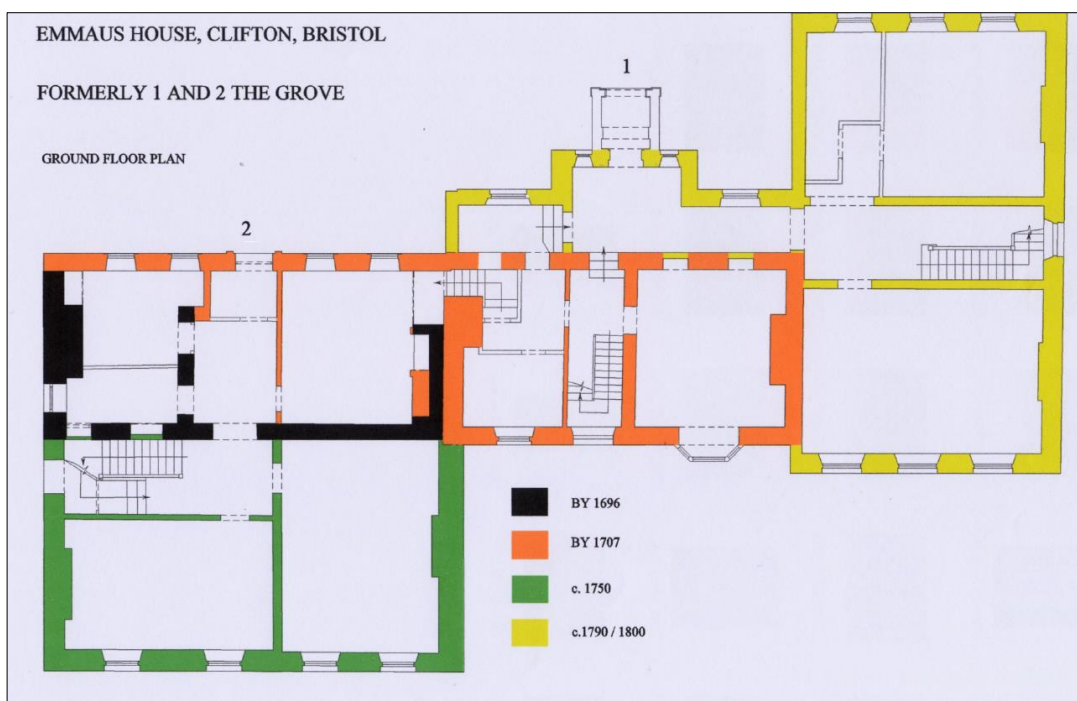 EMMAUS HOUSE, CLIFTON, BRISTOL
FORMERLY 1 AND 2 THE GROVE
GROUND FLOOR PLAN
1
2
BY 1696
BY 1707
c. 1750
c.1790 / 1800